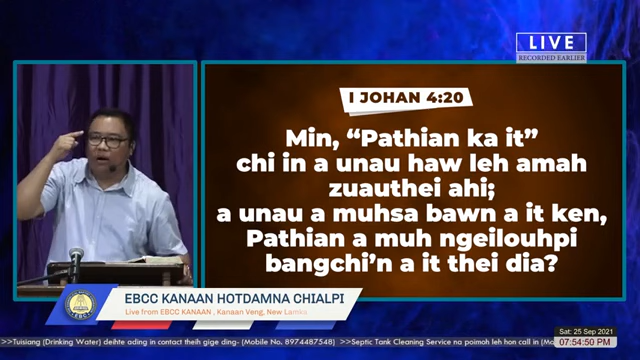 LIVE
RECORDED EARLIER
I JOHAN 4:20
Min, “Pathian ka it”
chi in a unau haw leh amah
zuauthei ahi;
a unau a muhsa bawn a it ken,
Pathian a muh ngeilouhpi
bangchi’n a it thei dia?
EBCC
EBCC KANAAN HOTDAMNA CHIALPI
Live from EBCC KANAAN , Kanaan Veng, New Lamka
Sat: 25 Sep 2021
07:54:50 PM
>>Tuisiang (Drinking Water) deihte ading in contact theih gige ding- (Mobile No. 8974487548) >>Septic Tank Cleaning Service na poimoh leh hon call in (Mo